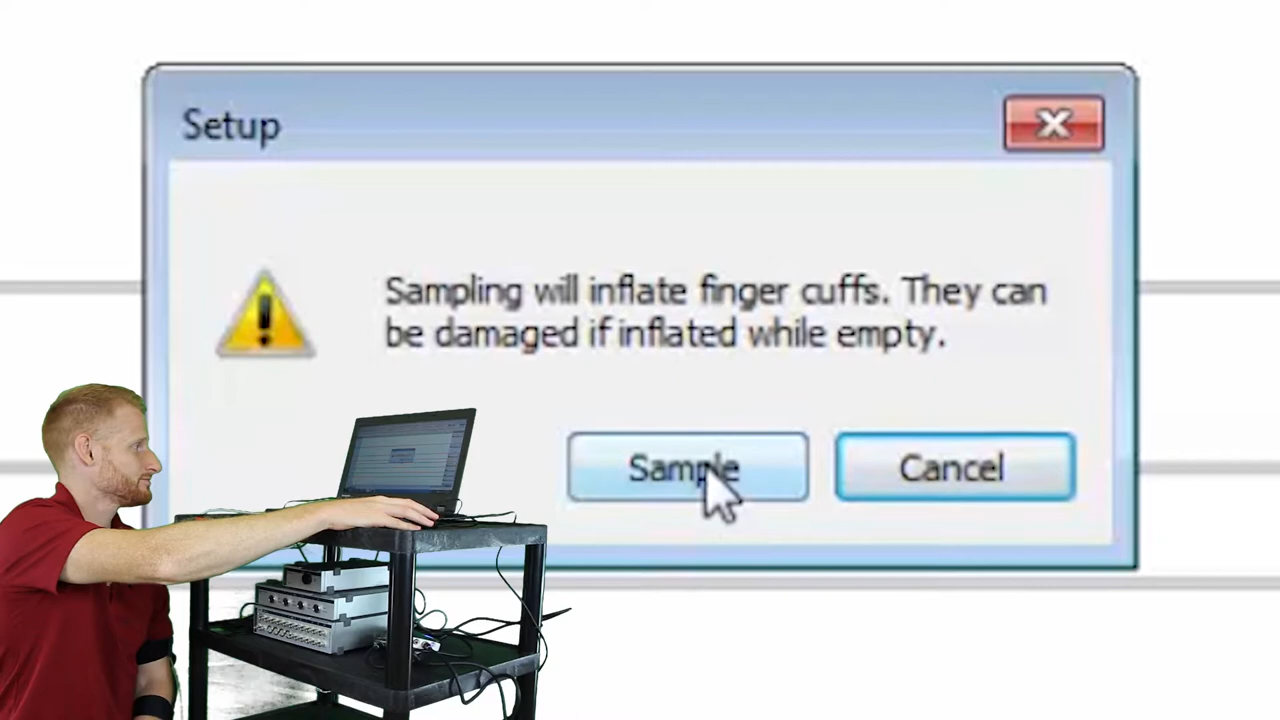 Setup
Sampling will inflate finger cuffs. They can
be damaged if inflated while empty.
Sample
Cancel